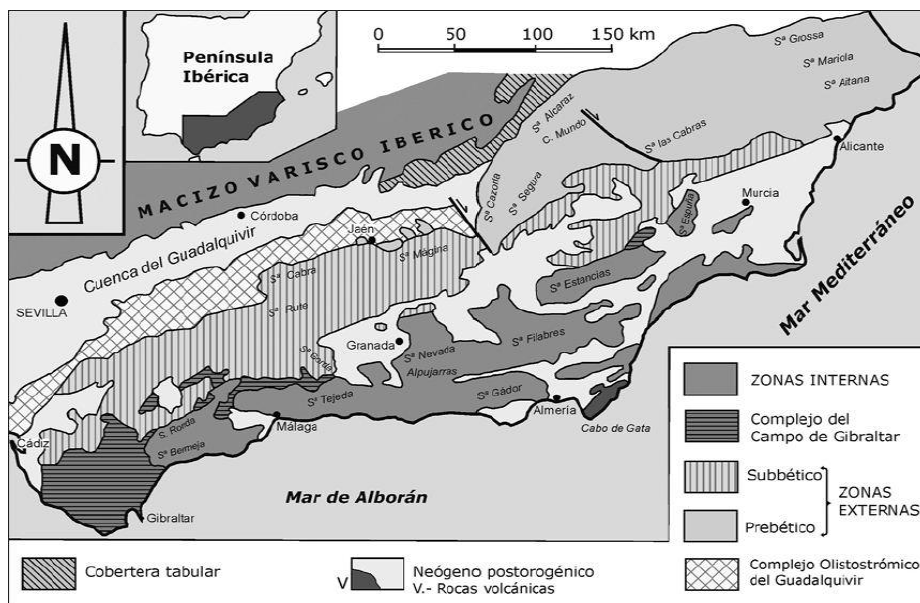 Península
Ibérica
0 50 100 150 km
N
MACIZO VARISCO IBERICO
Sª Grossa
Sª Mariola
Sª Aitana
Sª Alcaraz
C. Mundo
Sª las Cabras
Alicante
Sª Cazorla
Sª Segura
Murcia
Sª Espuña
Córdoba
Jaén
Cuenca del Guadalquivir
Sª Mágina
Sª Cabra
SEVILLA
Sª Rute
Sª Estancias
Mar Mediterráneo
Granada
Sª Gorda
Sª Nevada
Sª Filabres
Alpujarras
Sª Tejeda
Sª Gádor
Almería
Cabo de Gata
Cádiz
S. Ronda
Sª Bermeja
Málaga
Mar de Alborán
Gibraltar
ZONAS INTERNAS
Complejo del
Campo de Gibraltar
Subbético
ZONAS
EXTERNAS
Prebético
Complejo Olistostrómico
del Guadalquivir
Cobertera tabular
V
Neógeno postorogénico
V.- Rocas volcánicas